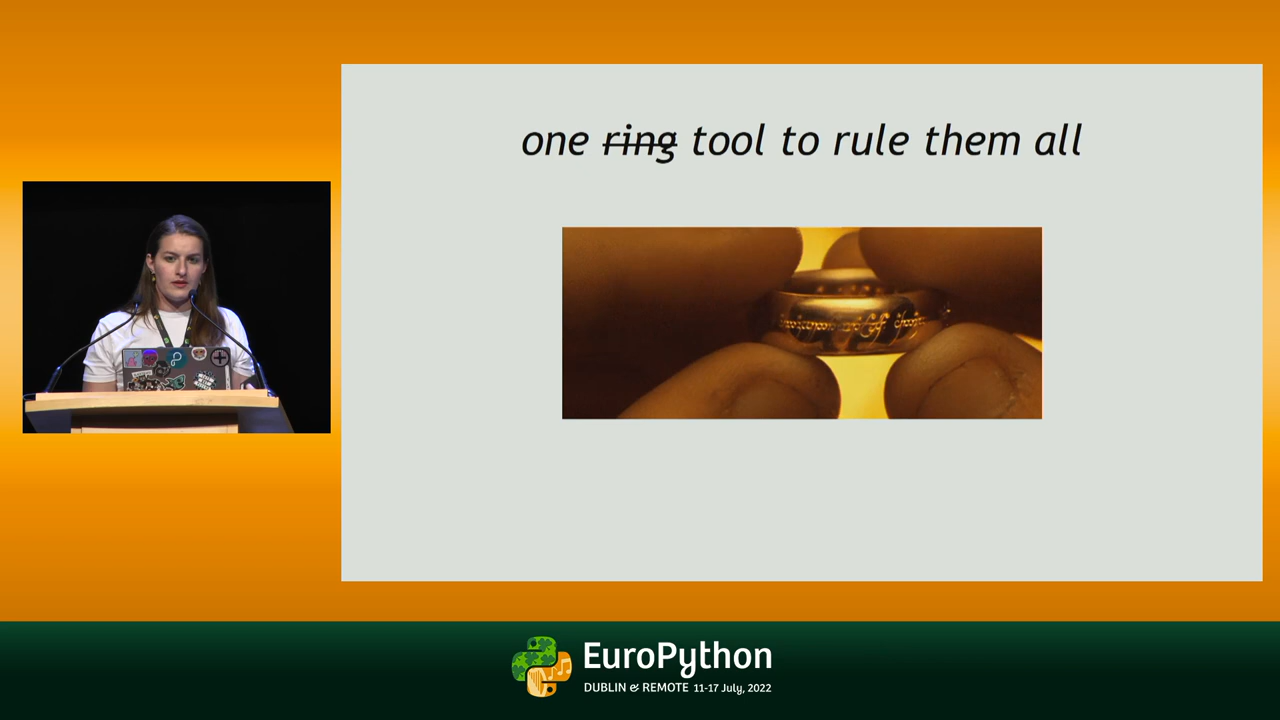 one ring tool to rule them all
EuroPython
DUBLIN & REMOTE 11-17 July, 2022